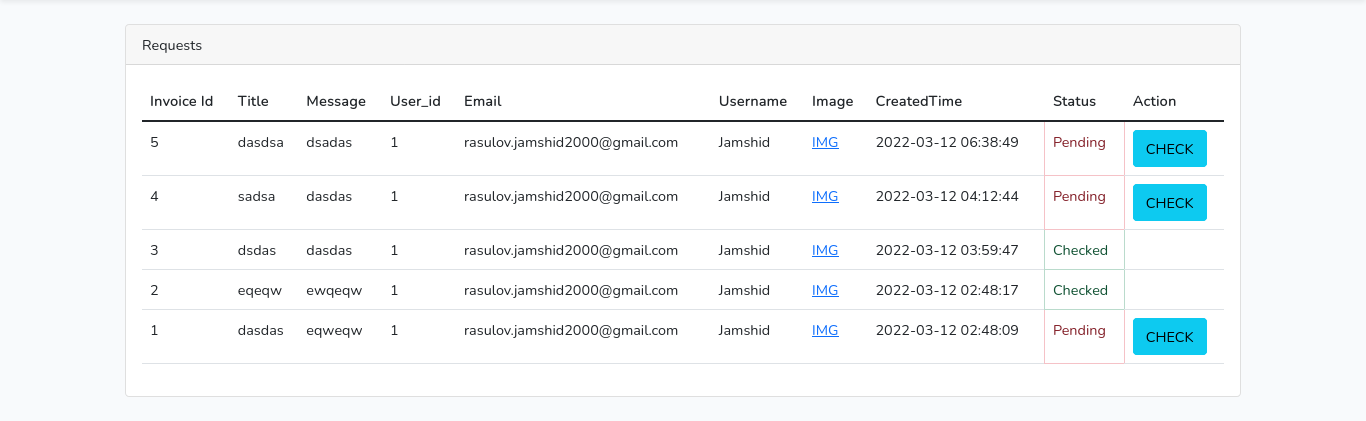 Requests
Invoice Id Title Message User_id Email Username Image CreatedTime Status Action
5 dasdsa dsadas 1 rasulov.jamshid2000@gmail.com Jamshid IMG 2022-03-12 06:38:49 Pending CHECK
4 sadsa dasdas 1 rasulov.jamshid2000@gmail.com Jamshid IMG 2022-03-12 04:12:44 Pending CHECK
3 dsdas dasdas 1 rasulov.jamshid2000@gmail.com Jamshid IMG 2022-03-12 03:59:47 Checked
2 eqeqw ewqeqw 1 rasulov.jamshid2000@gmail.com Jamshid IMG 2022-03-12 02:48:17 Checked
1 dasdas eqweqw 1 rasulov.jamshid2000@gmail.com Jamshid IMG 2022-03-12 02:48:09 Pending CHECK